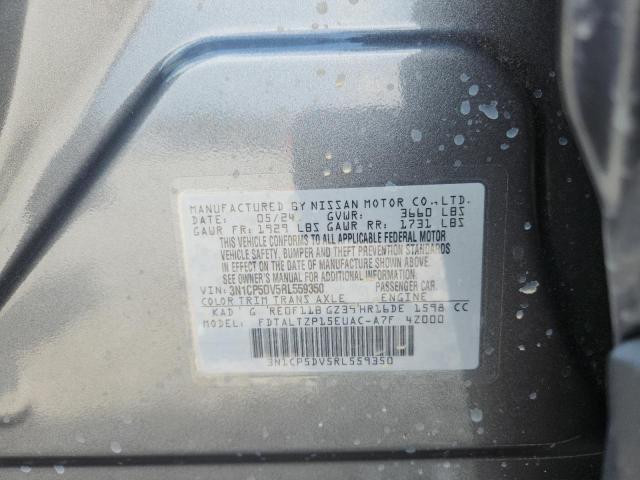 MANUFACTURED BY NISSAN MOTOR CO., LTD.
DATE: 05/24 GVWR: 3660 LBS
GAWR FR: 1929 LBS GAWR RR: 1731 LBS
THIS VEHICLE CONFORMS TO ALL APPLICABLE FEDERAL MOTOR
VEHICLE SAFETY, BUMPER AND THEFT PREVENTION STANDARDS
IN EFFECT ON THE DATE OF MANUFACTURE SHOWN ABOVE.
SEE OWNER'S MANUAL FOR ADDITIONAL INFORMATION.
VIN: 3N1CP5DV5RL559350 PASSENGER CAR.
COLOR TRIM TRANS AXLE ENGINE
KAD G RE0F11B GZ35 HR16DE 1598 CC
MODEL: FDTALTZP15EUAC-A7F 42000
3N1CP5DV5RL559350